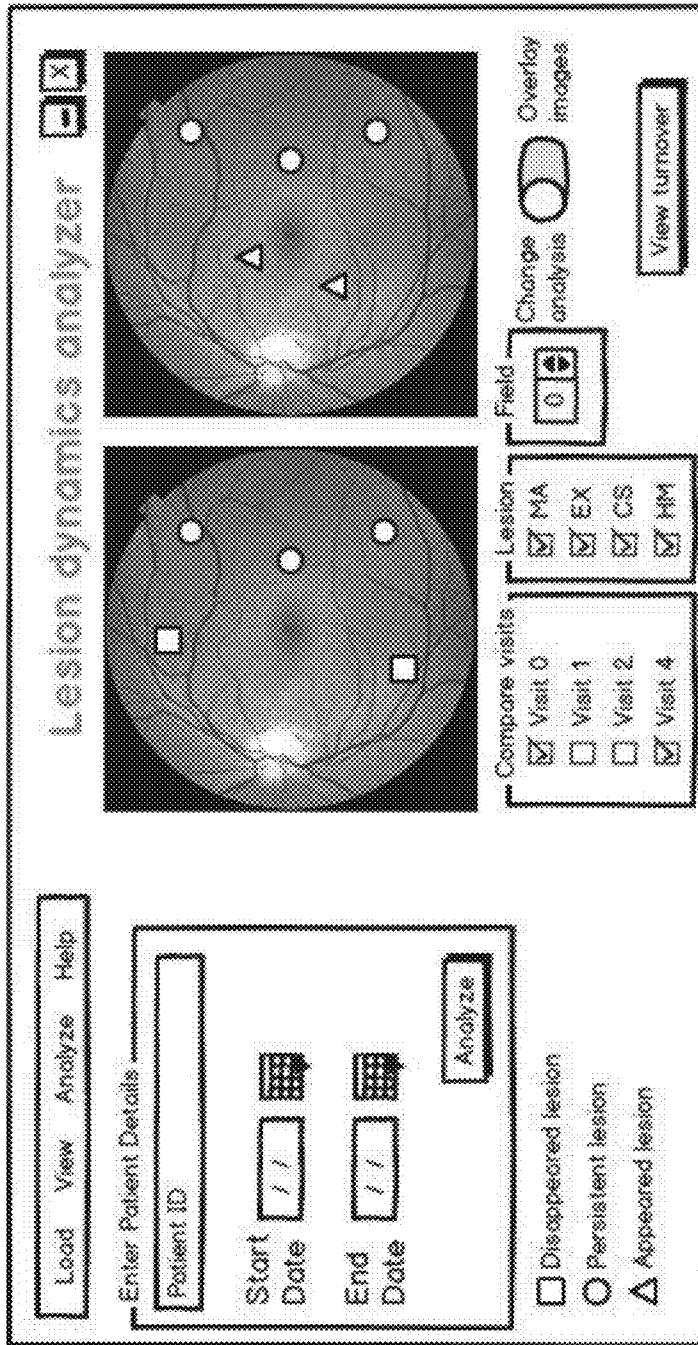 Lesion dynamics analyzer
– X
Load View Analyze Help
Enter Patient Details
Patient ID
Start
Date
/ /
End
Date
/ /
Analyze
Disappeared lesion
Persistent lesion
Appeared lesion
Compare visits
Visit 0
Visit 1
Visit 2
Visit 4
Lesion
MA
EX
CS
HM
Field
0
Change
analysis
Overlay
images
View turnover